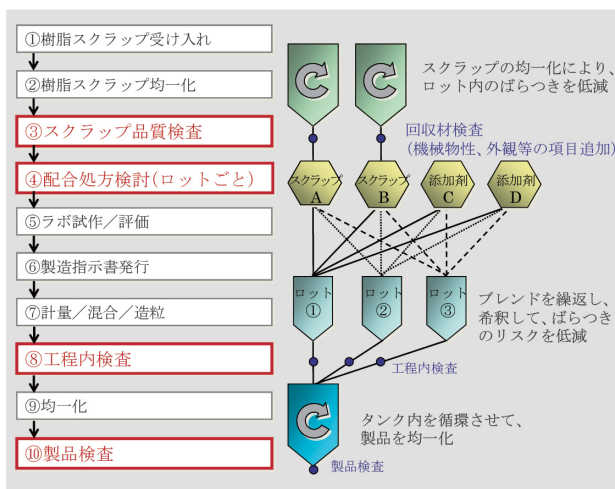 ①樹脂スクラップ受け入れ
②樹脂スクラップ均一化
③スクラップ品質検査
④配合処方検討(ロットごと)
⑤ラボ試作／評価
⑥製造指示書発行
⑦計量／混合／造粒
⑧工程内検査
⑨均一化
⑩製品検査
スクラップの均一化により、
ロット内のばらつきを低減
回収材検査
(機械物性、外観等の項目追加)
スクラップ
A
スクラップ
B
添加剤
C
添加剤
D
ロット
①
ロット
②
ロット
③
ブレンドを繰返し、
希釈して、ばらつき
のリスクを低減
工程内検査
タンク内を循環させて、
製品を均一化
製品検査